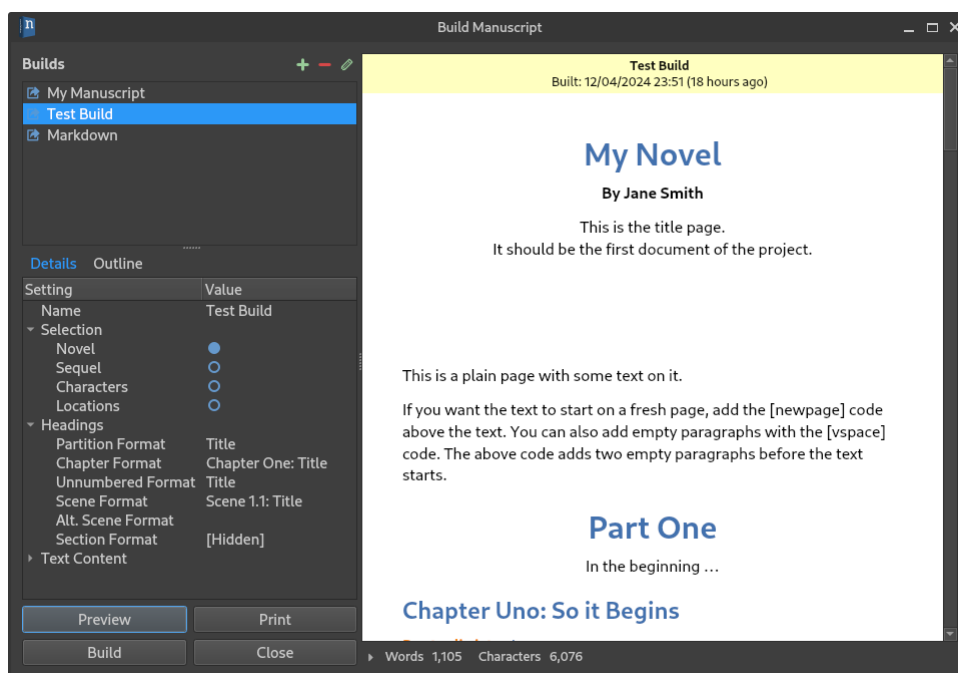 n
Build Manuscript
Builds
My Manuscript
Test Build
Markdown
Details Outline
Setting Value
Name Test Build
Selection
Novel
Sequel
Characters
Locations
Headings
Partition Format Title
Chapter Format Chapter One: Title
Unnumbered Format Title
Scene Format Scene 1.1: Title
Alt. Scene Format
Section Format [Hidden]
Text Content
Preview Print
Build Close
Test Build
Built: 12/04/2024 23:51 (18 hours ago)
My Novel
By Jane Smith
This is the title page.
It should be the first document of the project.
This is a plain page with some text on it.
If you want the text to start on a fresh page, add the [newpage] code
above the text. You can also add empty paragraphs with the [vspace]
code. The above code adds two empty paragraphs before the text
starts.
Part One
In the beginning …
Chapter Uno: So it Begins
Words 1,105 Characters 6,076